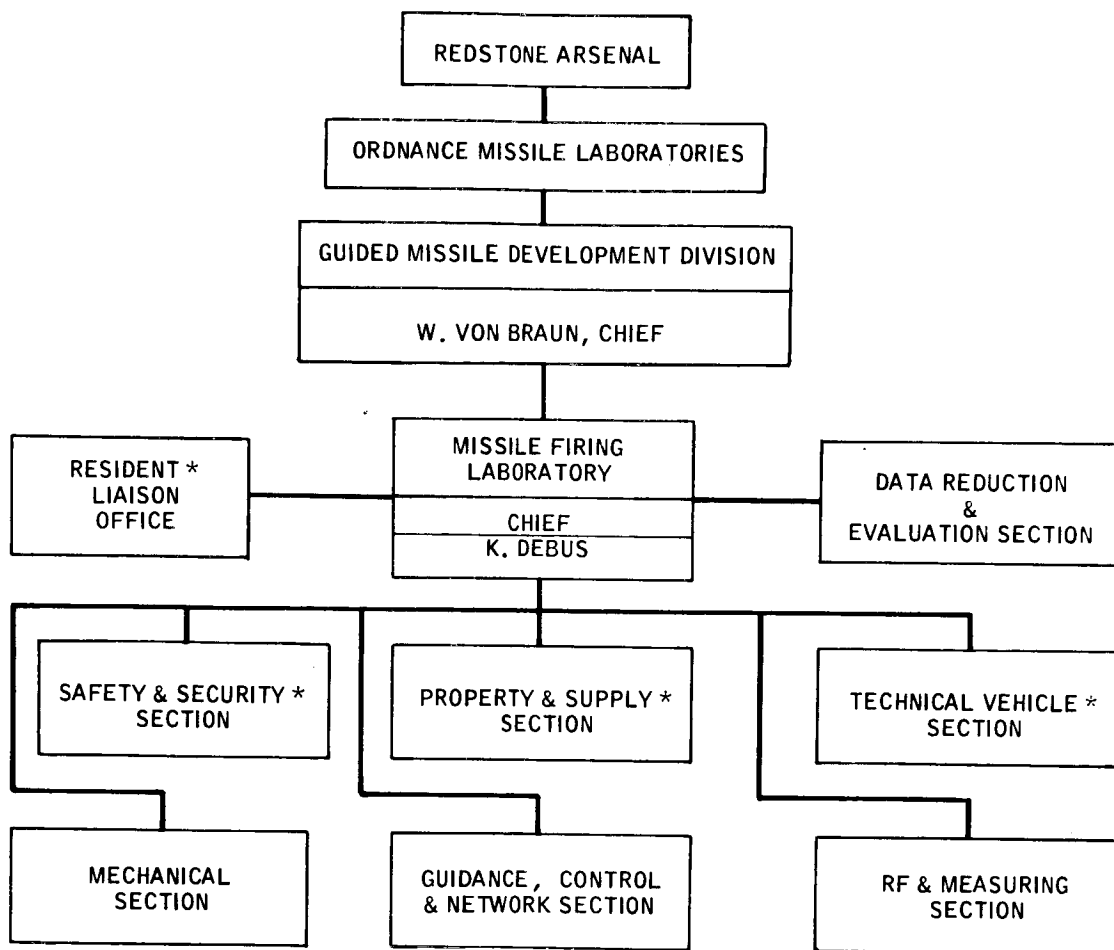 REDSTONE ARSENAL
ORDNANCE MISSILE LABORATORIES
GUIDED MISSILE DEVELOPMENT DIVISION
W. VON BRAUN, CHIEF
RESIDENT *
LIAISON
OFFICE
MISSILE FIRING
LABORATORY
CHIEF
K. DEBUS
DATA REDUCTION
&
EVALUATION SECTION
SAFETY & SECURITY *
SECTION
PROPERTY & SUPPLY *
SECTION
TECHNICAL VEHICLE *
SECTION
MECHANICAL
SECTION
GUIDANCE, CONTROL
& NETWORK SECTION
RF & MEASURING
SECTION